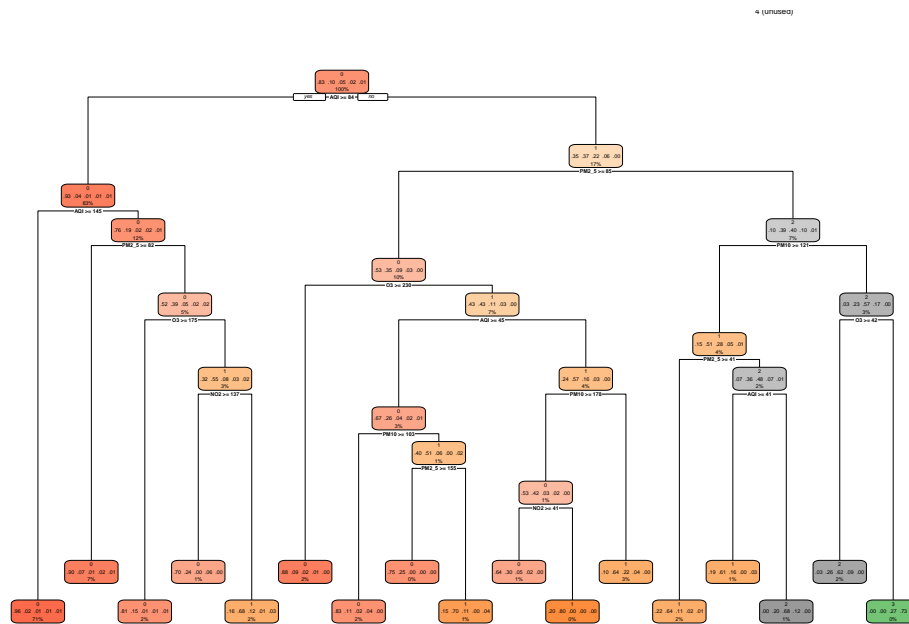 4 (unused)
0
.83 .10 .05 .02 .01
100%
yes
AQI >= 84
no
1
.35 .37 .22 .06 .00
17%
PM2_5 >= 85
0
.93 .04 .01 .01 .01
83%
AQI >= 145
0
.76 .19 .02 .02 .01
12%
PM2_5 >= 82
2
.10 .39 .40 .10 .01
7%
PM10 >= 121
0
.53 .35 .09 .03 .00
10%
O3 >= 230
0
.52 .39 .05 .02 .02
5%
O3 >= 175
1
.43 .43 .11 .03 .00
7%
AQI >= 45
2
.03 .23 .57 .17 .00
3%
O3 >= 42
1
.15 .51 .28 .05 .01
4%
PM2_5 >= 41
1
.32 .55 .08 .03 .02
3%
NO2 >= 137
1
.24 .57 .16 .03 .00
4%
PM10 >= 178
2
.07 .36 .48 .07 .01
2%
AQI >= 41
0
.67 .26 .04 .02 .01
3%
PM10 >= 103
1
.40 .51 .06 .00 .02
1%
PM2_5 >= 155
0
.53 .42 .03 .02 .00
1%
NO2 >= 41
0
.90 .07 .01 .02 .01
7%
0
.70 .24 .00 .06 .00
1%
0
.88 .09 .02 .01 .00
2%
0
.75 .25 .00 .00 .00
0%
0
.64 .30 .05 .02 .00
1%
1
.10 .64 .22 .04 .00
3%
1
.19 .61 .16 .00 .03
1%
2
.03 .26 .62 .09 .00
2%
0
.96 .02 .01 .01 .01
71%
0
.81 .15 .01 .01 .01
2%
1
.16 .68 .12 .01 .03
2%
0
.83 .11 .02 .04 .00
2%
1
.15 .70 .11 .00 .04
1%
1
.20 .80 .00 .00 .00
0%
1
.22 .64 .11 .02 .01
2%
2
.00 .20 .68 .12 .00
1%
3
.00 .00 .27 .73
0%